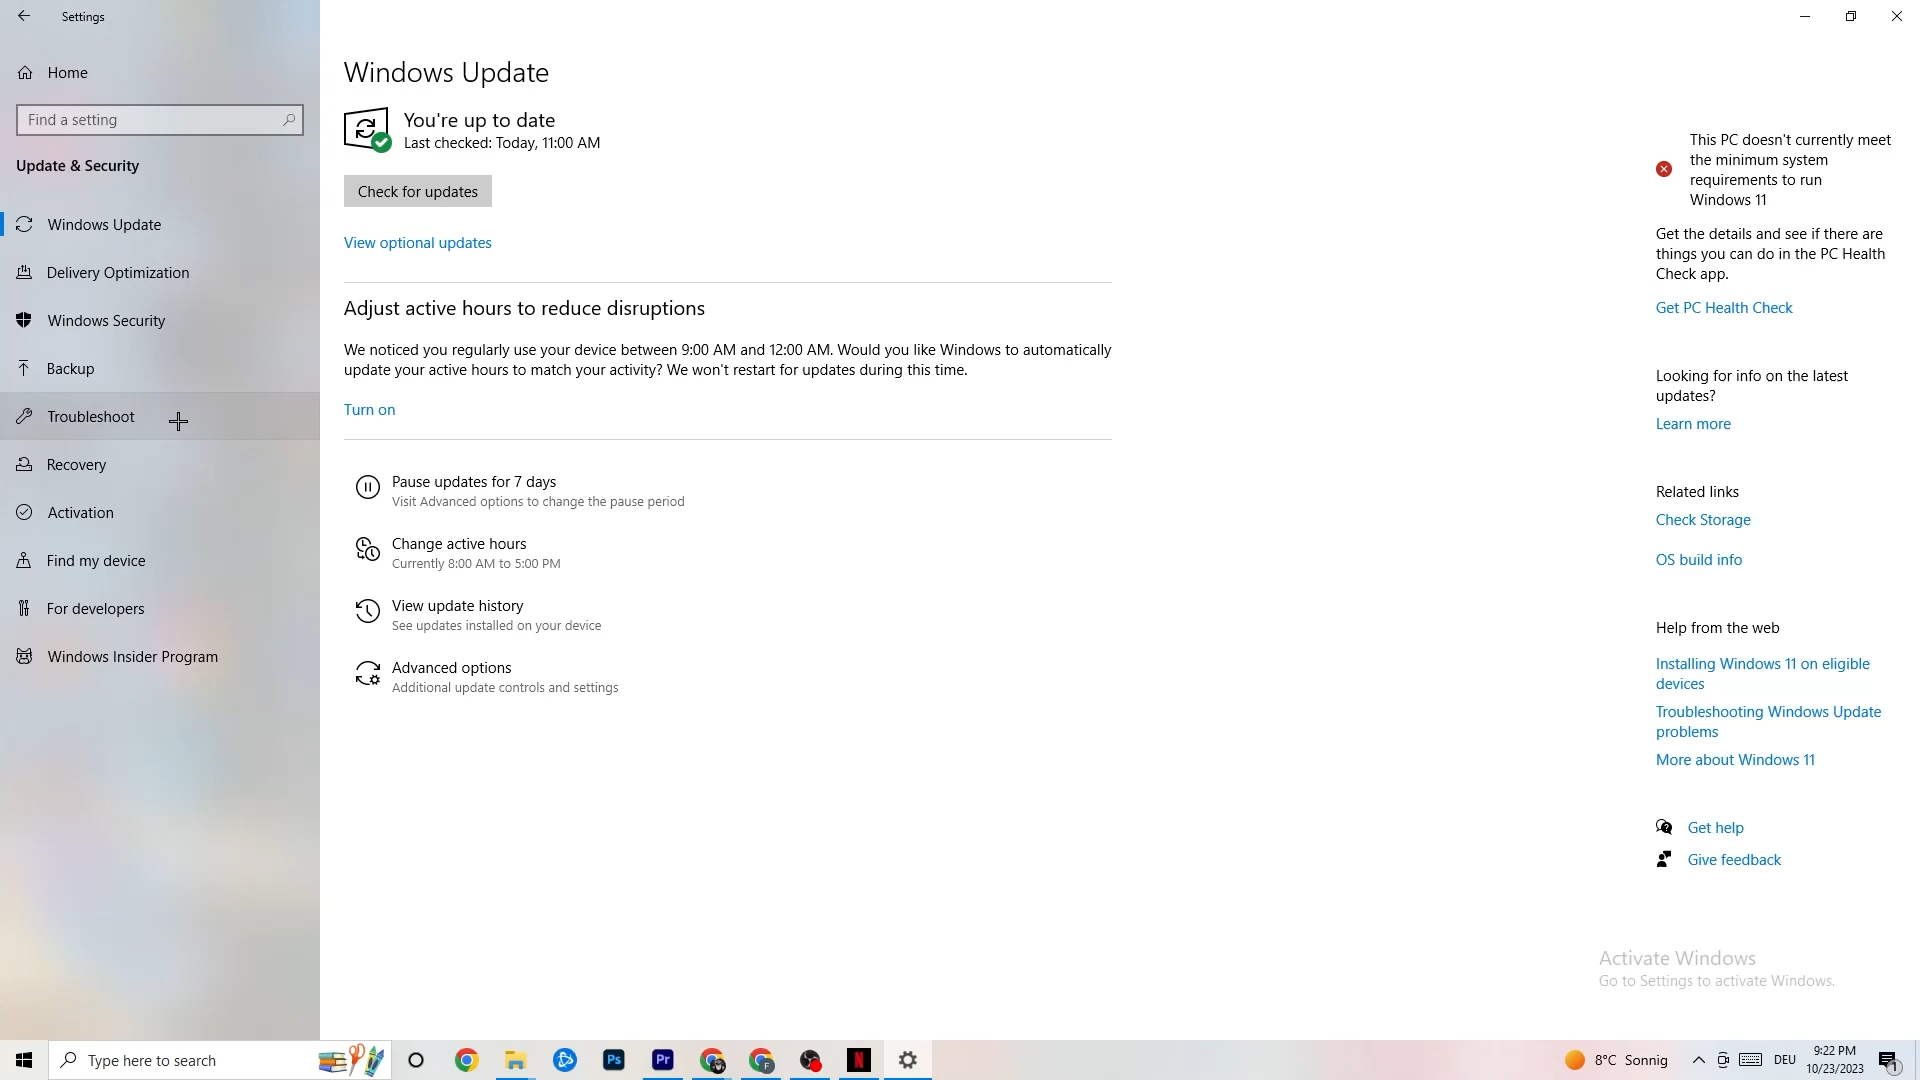 Settings
Home
Find a setting
Update & Security
Windows Update
Delivery Optimization
Windows Security
Backup
Troubleshoot
Recovery
Activation
Find my device
For developers
Windows Insider Program
Windows Update
You're up to date
Last checked: Today, 11:00 AM
Check for updates
View optional updates
Adjust active hours to reduce disruptions
We noticed you regularly use your device between 9:00 AM and 12:00 AM. Would you like Windows to automatically
update your active hours to match your activity? We won't restart for updates during this time.
Turn on
Pause updates for 7 days
Visit Advanced options to change the pause period
Change active hours
Currently 8:00 AM to 5:00 PM
View update history
See updates installed on your device
Advanced options
Additional update controls and settings
This PC doesn't currently meet
the minimum system
requirements to run
Windows 11
Get the details and see if there are
things you can do in the PC Health
Check app.
Get PC Health Check
Looking for info on the latest
updates?
Learn more
Related links
Check Storage
OS build info
Help from the web
Installing Windows 11 on eligible
devices
Troubleshooting Windows Update
problems
More about Windows 11
Get help
Give feedback
Activate Windows
Go to Settings to activate Windows.
Type here to search
Ps
Pr
F
N
8°C Sonnig
DEU
9:22 PM
10/23/2023
1